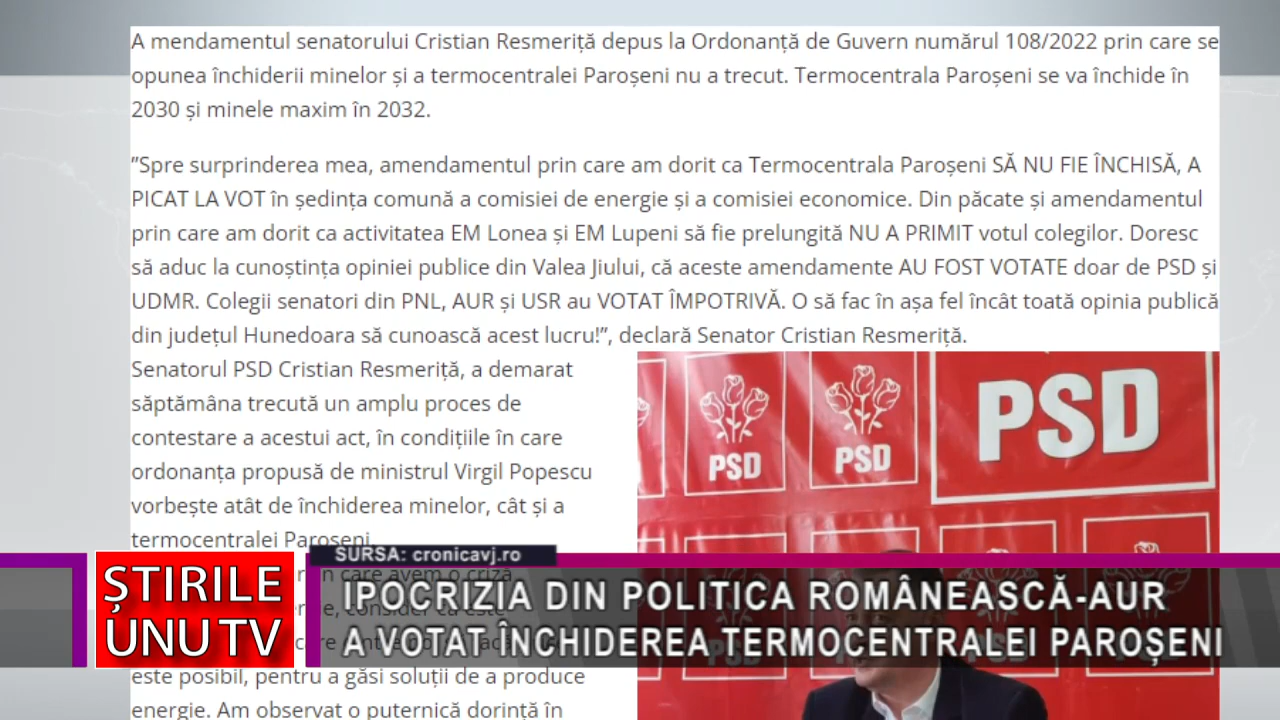 A mendamentul senatorului Cristian Resmeriță depus la Ordonanță de Guvern numărul 108/2022 prin care se
opunea închiderii minelor și a termocentralei Paroșeni nu a trecut. Termocentrala Paroșeni se va închide în
2030 și minele maxim în 2032.
”Spre surprinderea mea, amendamentul prin care am dorit ca Termocentrala Paroșeni SĂ NU FIE ÎNCHISĂ, A
PICAT LA VOT în ședința comună a comisiei de energie și a comisiei economice. Din păcate și amendamentul
prin care am dorit ca activitatea EM Lonea și EM Lupeni să fie prelungită NU A PRIMIT votul colegilor. Doresc
să aduc la cunoștința opiniei publice din Valea Jiului, că aceste amendamente AU FOST VOTATE doar de PSD și
UDMR. Colegii senatori din PNL, AUR și USR au VOTAT ÎMPOTRIVĂ. O să fac în așa fel încât toată opinia publică
din județul Hunedoara să cunoască acest lucru!”, declară Senator Cristian Resmeriță.
Senatorul PSD Cristian Resmeriță, a demarat
săptămâna trecută un amplu proces de
contestare a acestui act, în condițiile în care
ordonanța propusă de ministrul Virgil Popescu
vorbește atât de închiderea minelor, cât și a
termocentralei Paroșeni.
care avem o criză
este posibil, pentru a găsi soluții de a produce
energie. Am observat o puternică dorință în
PSD
PSD
PSD
SURSA: cronicavj.ro
ȘTIRILE
UNU TV
IPOCRIZIA DIN POLITICA ROMÂNEASCĂ-AUR
A VOTAT ÎNCHIDEREA TERMOCENTRALEI PAROȘENI